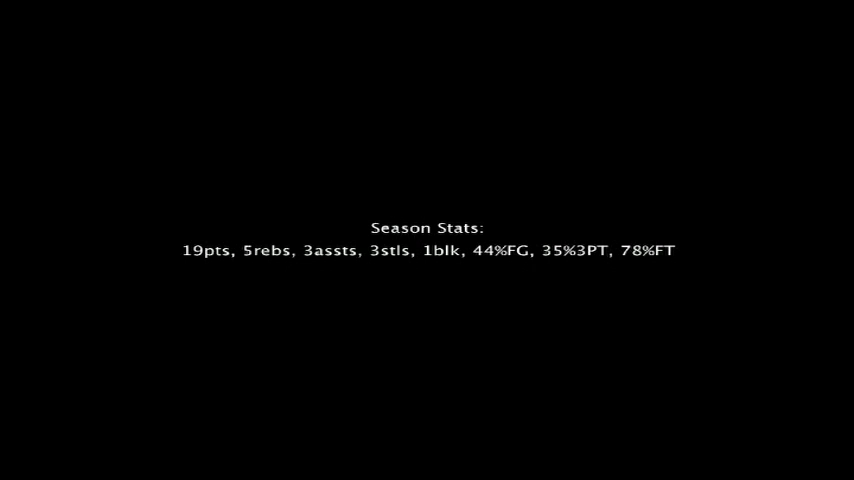 Season Stats:
19pts, 5rebs, 3assts, 3stls, 1blk, 44%FG, 35%3PT, 78%FT